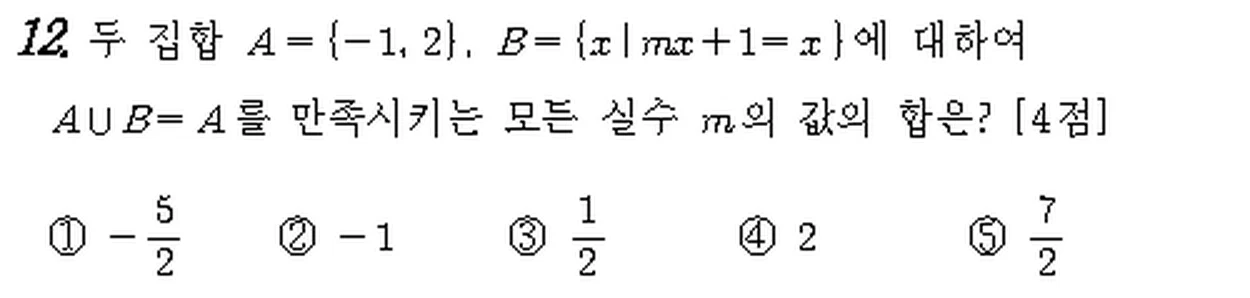 12. 두 집합 A = {−1, 2}, B = {x | mx + 1 = x}에 대하여
A ∪ B = A를 만족시키는 모든 실수 m의 값의 합은? [4점]
① −5/2 ② −1 ③ 1/2 ④ 2 ⑤ 7/2